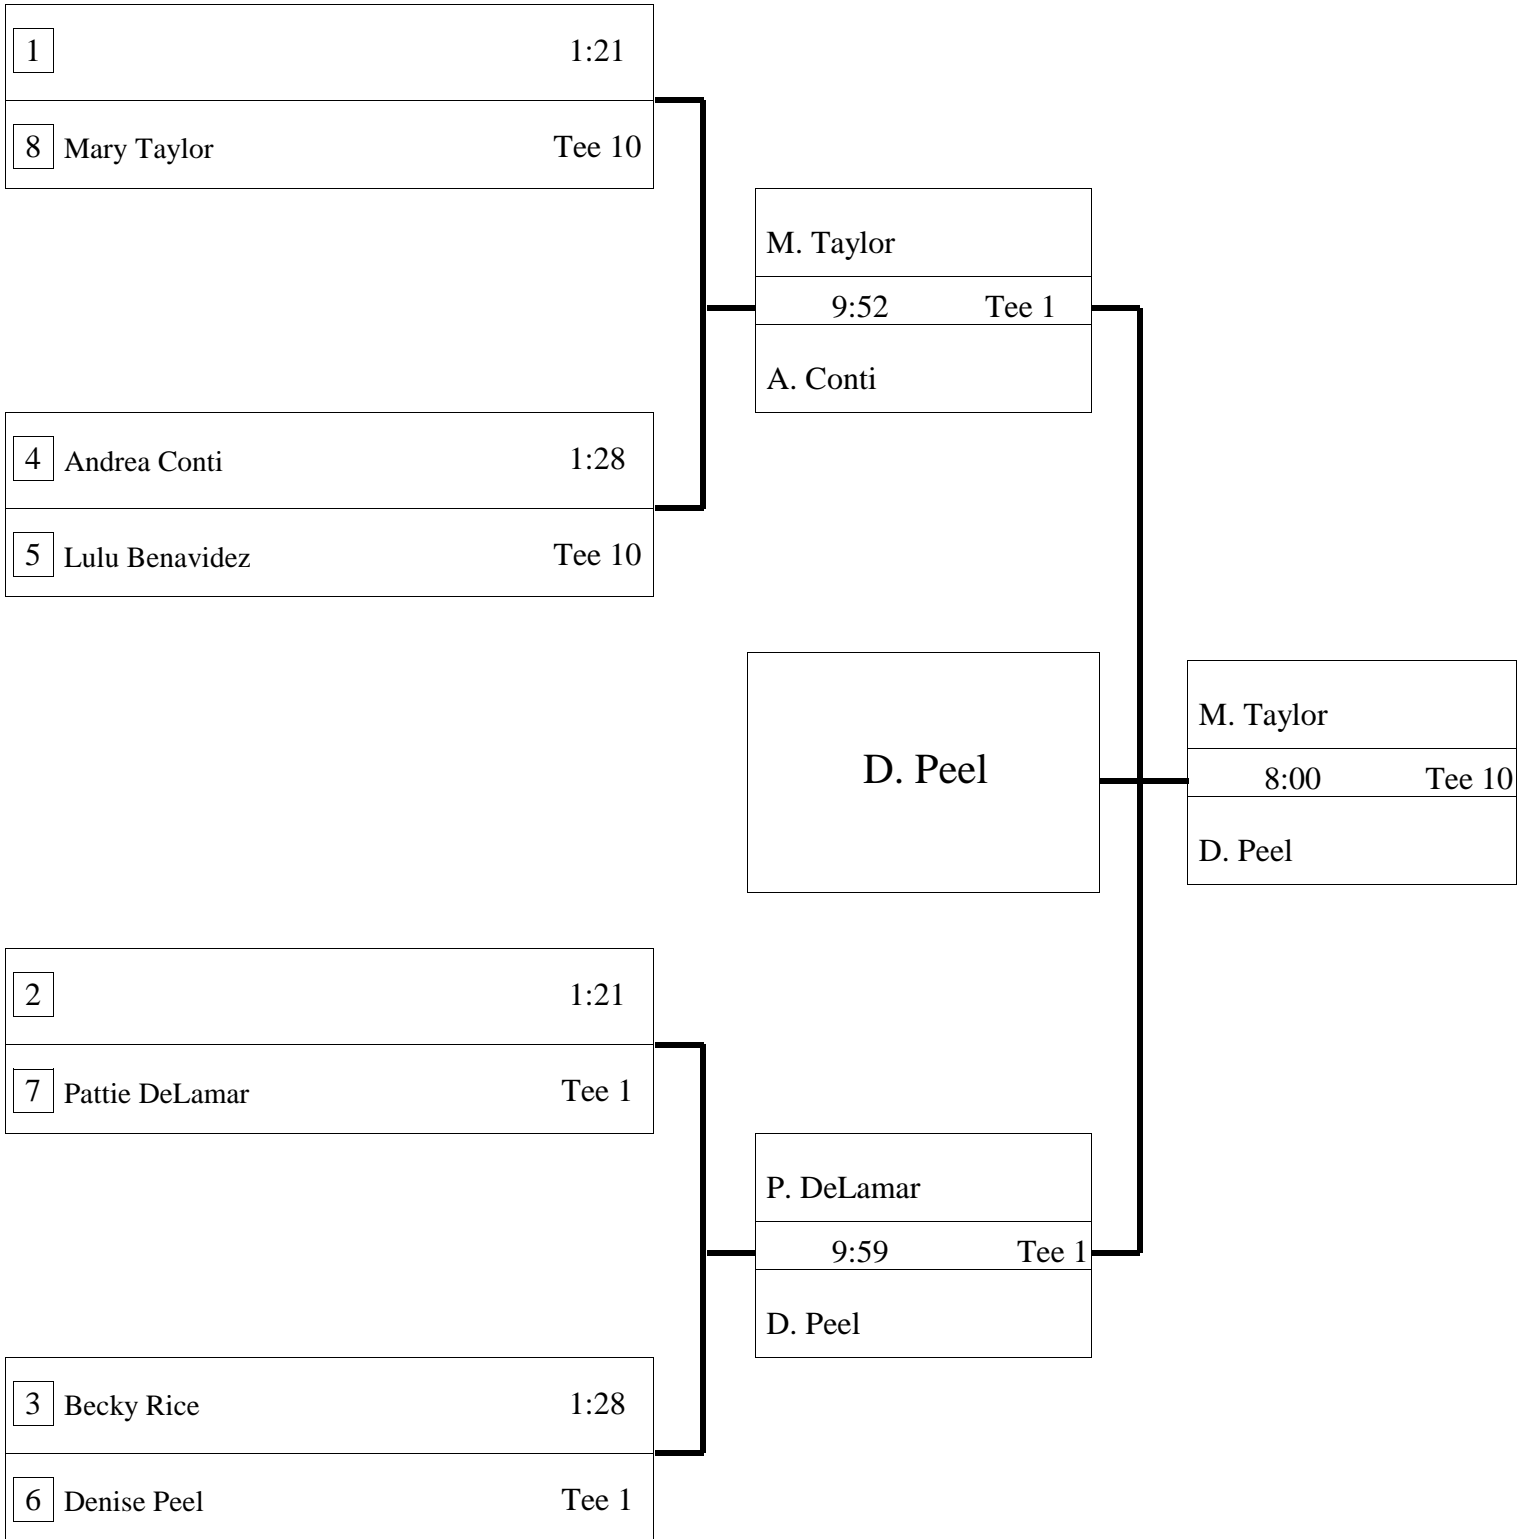 1 1:21
8 Mary Taylor Tee 10
M. Taylor
9:52 Tee 1
A. Conti
4 Andrea Conti 1:28
5 Lulu Benavidez Tee 10
D. Peel
M. Taylor
8:00 Tee 10
D. Peel
2 1:21
7 Pattie DeLamar Tee 1
P. DeLamar
9:59 Tee 1
D. Peel
3 Becky Rice 1:28
6 Denise Peel Tee 1